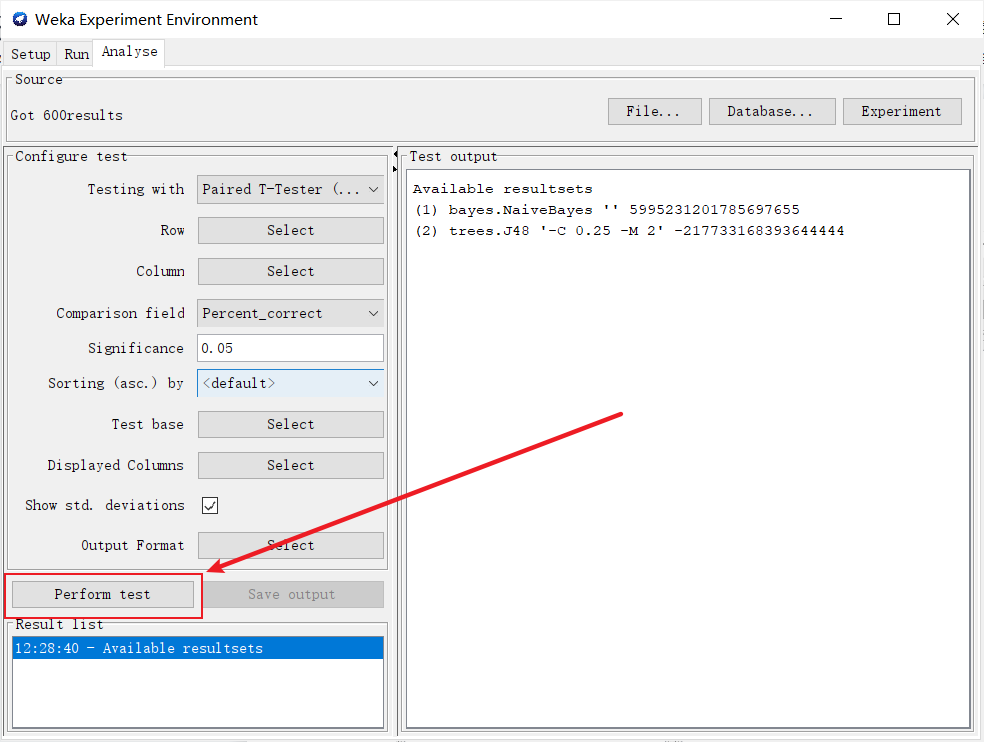 Weka Experiment Environment
Setup Run Analyse
Source
Got 600results
File... Database... Experiment
Configure test
Testing with Paired T-Tester (...
Row Select
Column Select
Comparison field Percent_correct
Significance 0.05
Sorting (asc.) by <default>
Test base Select
Displayed Columns Select
Show std. deviations
Output Format Select
Perform test Save output
Result list
12:28:40 - Available resultsets
Test output
Available resultsets
(1) bayes.NaiveBayes '' 5995231201785697655
(2) trees.J48 '-C 0.25 -M 2' -217733168393644444